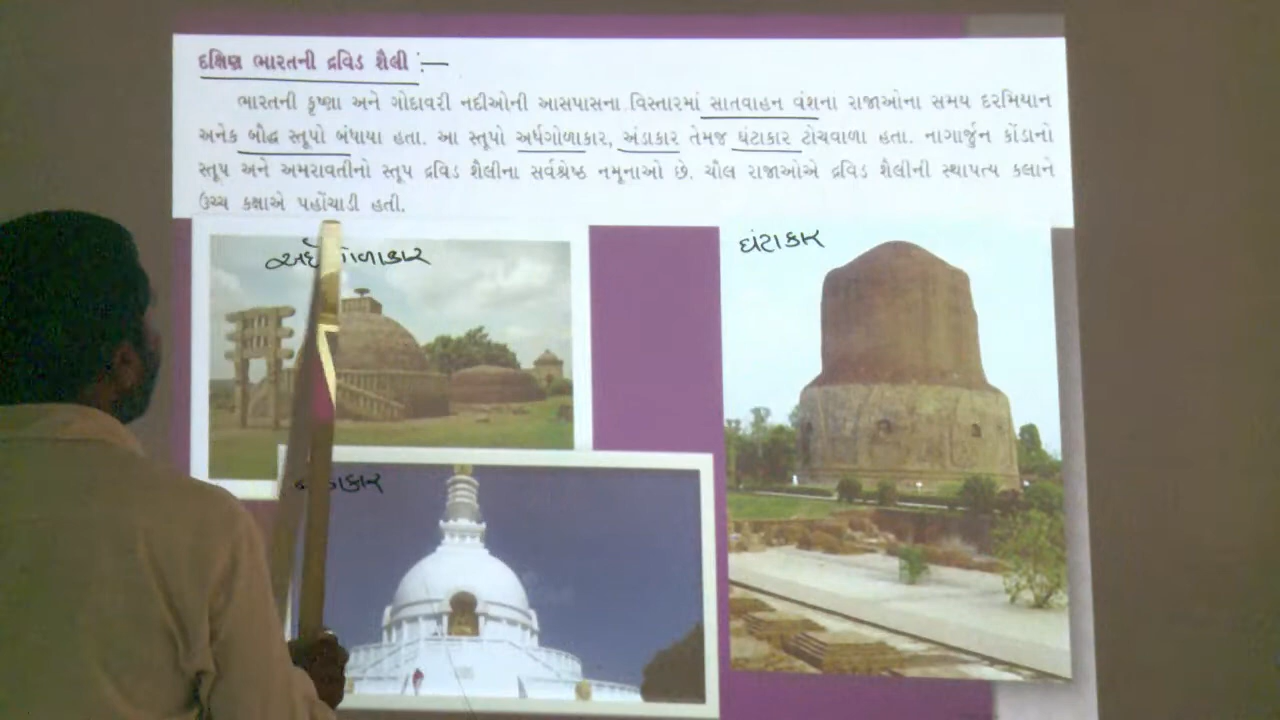 દક્ષિણ ભારતની દ્રવિડ શૈલી :—
ભારતની કૃષ્ણા અને ગોદાવરી નદીઓની આસપાસના વિસ્તારમાં સાતવાહન વંશના રાજાઓના સમય દરમિયાન
અનેક બૌદ્ધ સ્તૂપો બંધાયા હતા. આ સ્તૂપો અર્ધગોળાકાર, અંડાકાર તેમજ ઘંટાકાર ટોચવાળા હતા. નાગાર્જુન કોંડાનો
સ્તૂપ અને અમરાવતીનો સ્તૂપ દ્રવિડ શૈલીના સર્વશ્રેષ્ઠ નમૂનાઓ છે. ચૌલ રાજાઓએ દ્રવિડ શૈલીની સ્થાપત્ય કલાને
ઉચ્ચ કક્ષાએ પહોંચાડી હતી.
ઘંટાકાર